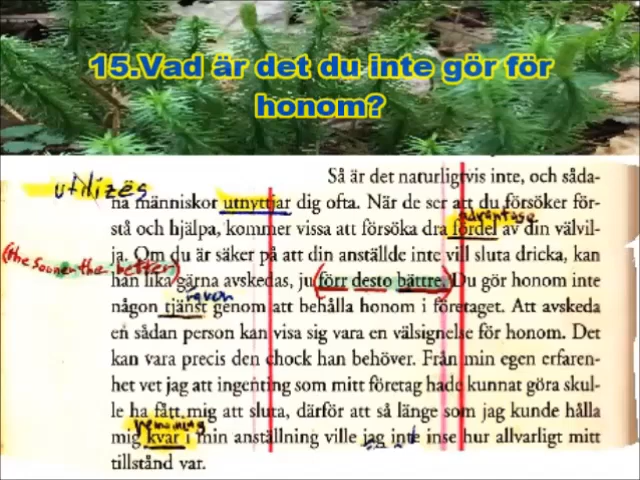 15.Vad är det du inte gör för
honom?
Så är det naturligtvis inte, och såda-
utilizes
na människor utnyttjar dig ofta. När de ser att du försöker för-
advantage
stå och hjälpa, kommer vissa att försöka dra fördel av din välvil-
ja. Om du är säker på att din anställde inte vill sluta dricka, kan
(the sooner the better)
han lika gärna avskedas, ju (förr desto bättre.) Du gör honom inte
favor
någon tjänst genom att behålla honom i företaget. Att avskeda
en sådan person kan visa sig vara en välsignelse för honom. Det
kan vara precis den chock han behöver. Från min egen erfaren-
het vet jag att ingenting som mitt företag hade kunnat göra skul-
le ha fått mig att sluta, därför att så länge som jag kunde hålla
remaining
mig kvar i min anställning ville jag inte inse hur allvarligt mitt
tillstånd var.